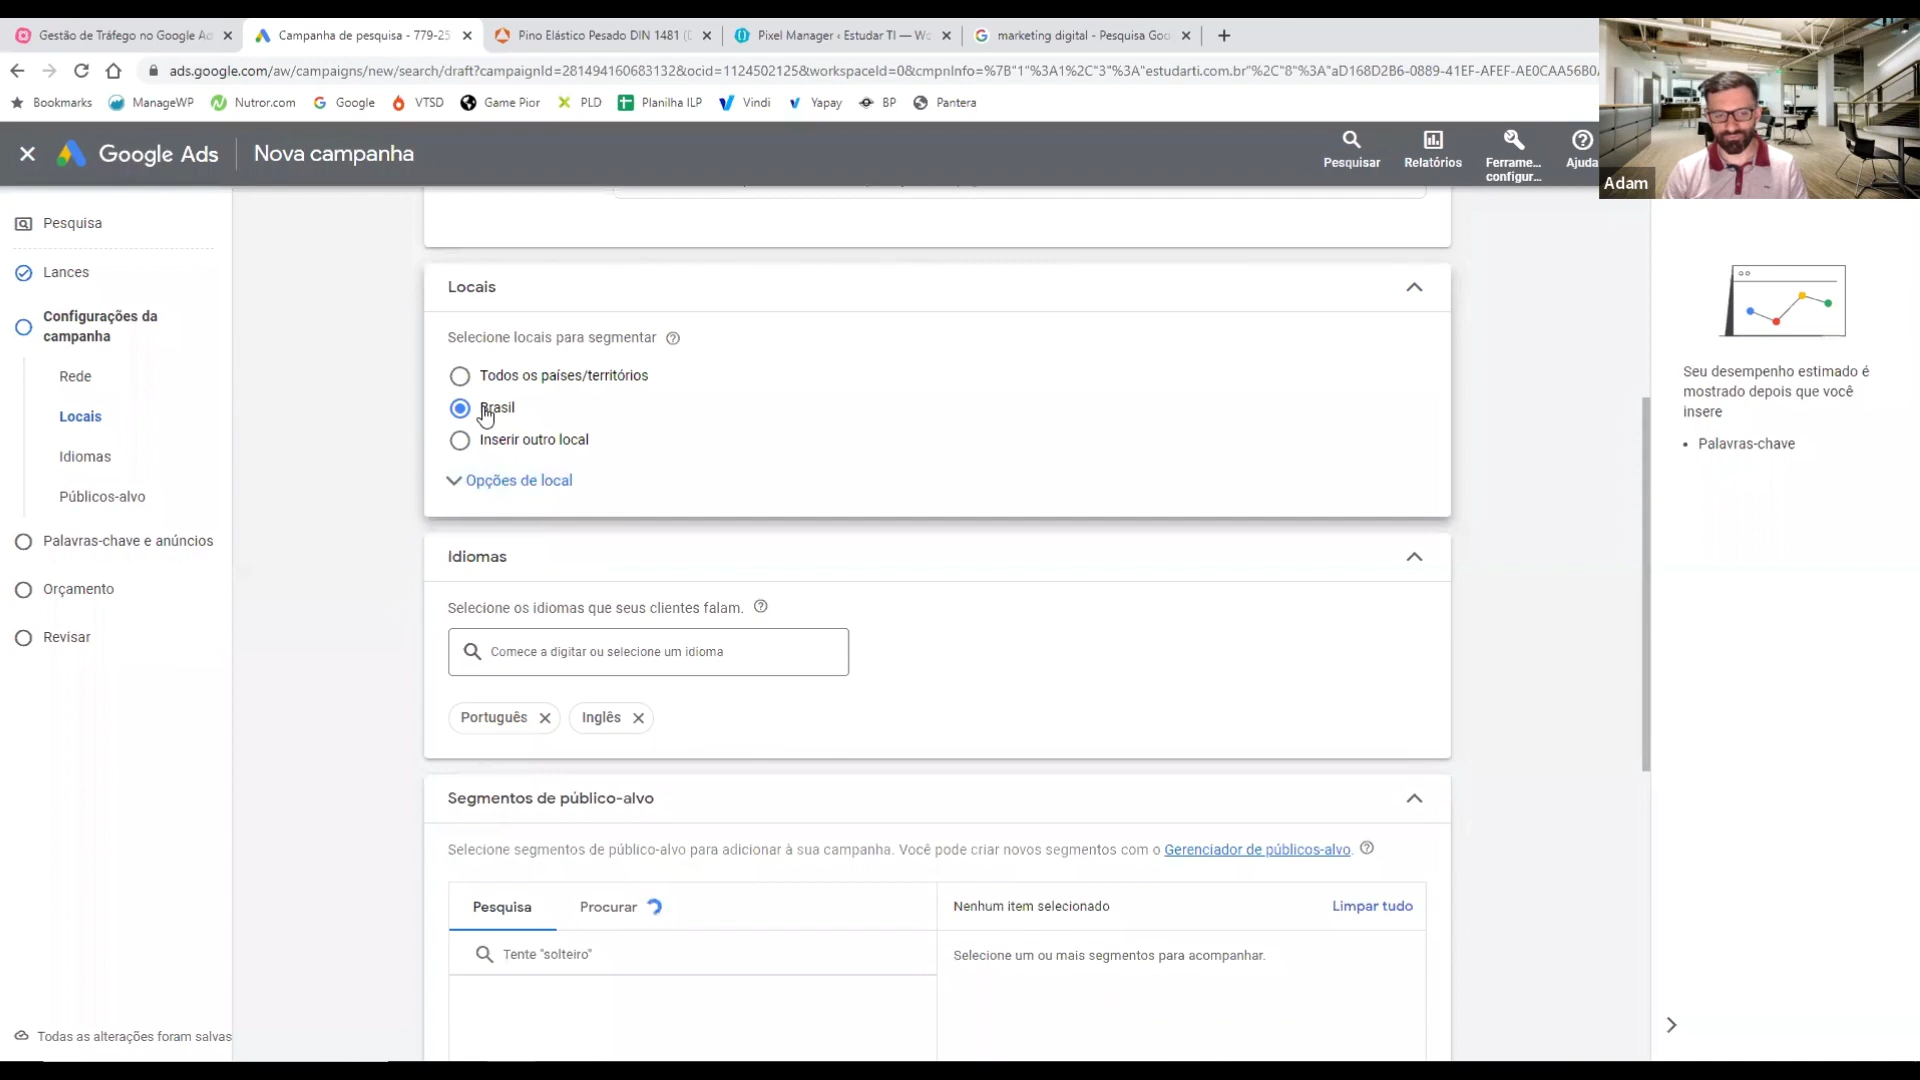 Gestão de Tráfego no Google Ad
Campanha de pesquisa - 779-25
Pino Elástico Pesado DIN 1481 (
Pixel Manager ‹ Estudar TI — Wo
marketing digital - Pesquisa Goo
ads.google.com/aw/campaigns/new/search/draft?campaignId=281494160683132&ocid=1124502125&workspaceId=0&cmpnInfo=%7B"1"%3A1%2C"3"%3A"estudarti.com.br"%2C"8"%3A"aD168D2B6-0889-41EF-AFEF-AE0CAA56B0
Bookmarks
ManageWP
Nutror.com
Google
VTSD
Game Pior
PLD
Planilha ILP
Vindi
Yapay
BP
Pantera
Google Ads
Nova campanha
Pesquisar
Relatórios
Ferrame...
configur...
Ajuda
Adam
Pesquisa
Lances
Configurações da
campanha
Rede
Locais
Idiomas
Públicos-alvo
Palavras-chave e anúncios
Orçamento
Revisar
Todas as alterações foram salvas
Locais
Selecione locais para segmentar
Todos os países/territórios
Brasil
Inserir outro local
Opções de local
Idiomas
Selecione os idiomas que seus clientes falam.
Comece a digitar ou selecione um idioma
Português
Inglês
Segmentos de público-alvo
Selecione segmentos de público-alvo para adicionar à sua campanha. Você pode criar novos segmentos com o Gerenciador de públicos-alvo.
Pesquisa
Procurar
Nenhum item selecionado
Limpar tudo
Tente "solteiro"
Selecione um ou mais segmentos para acompanhar.
Seu desempenho estimado é
mostrado depois que você
insere
• Palavras-chave